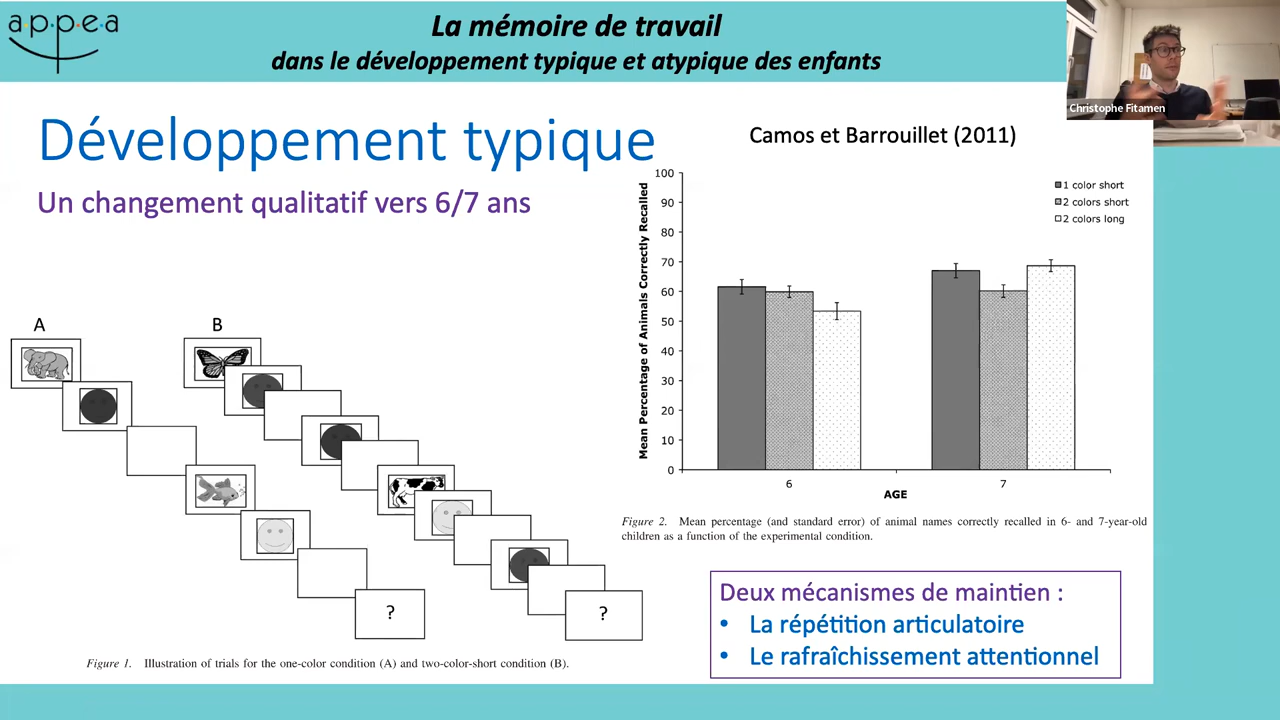 a·p·p·e·a
La mémoire de travail
dans le développement typique et atypique des enfants
Christophe Fitamen
Développement typique
Un changement qualitatif vers 6/7 ans
A
B
?
?
Figure 1. Illustration of trials for the one-color condition (A) and two-color-short condition (B).
Camos et Barrouillet (2011)
Mean Percentage of Animals Correctly Recalled
100
90
80
70
60
50
40
30
20
10
0
1 color short
2 colors short
2 colors long
6
7
AGE
Figure 2. Mean percentage (and standard error) of animal names correctly recalled in 6- and 7-year-old
children as a function of the experimental condition.
Deux mécanismes de maintien :
• La répétition articulatoire
• Le rafraîchissement attentionnel